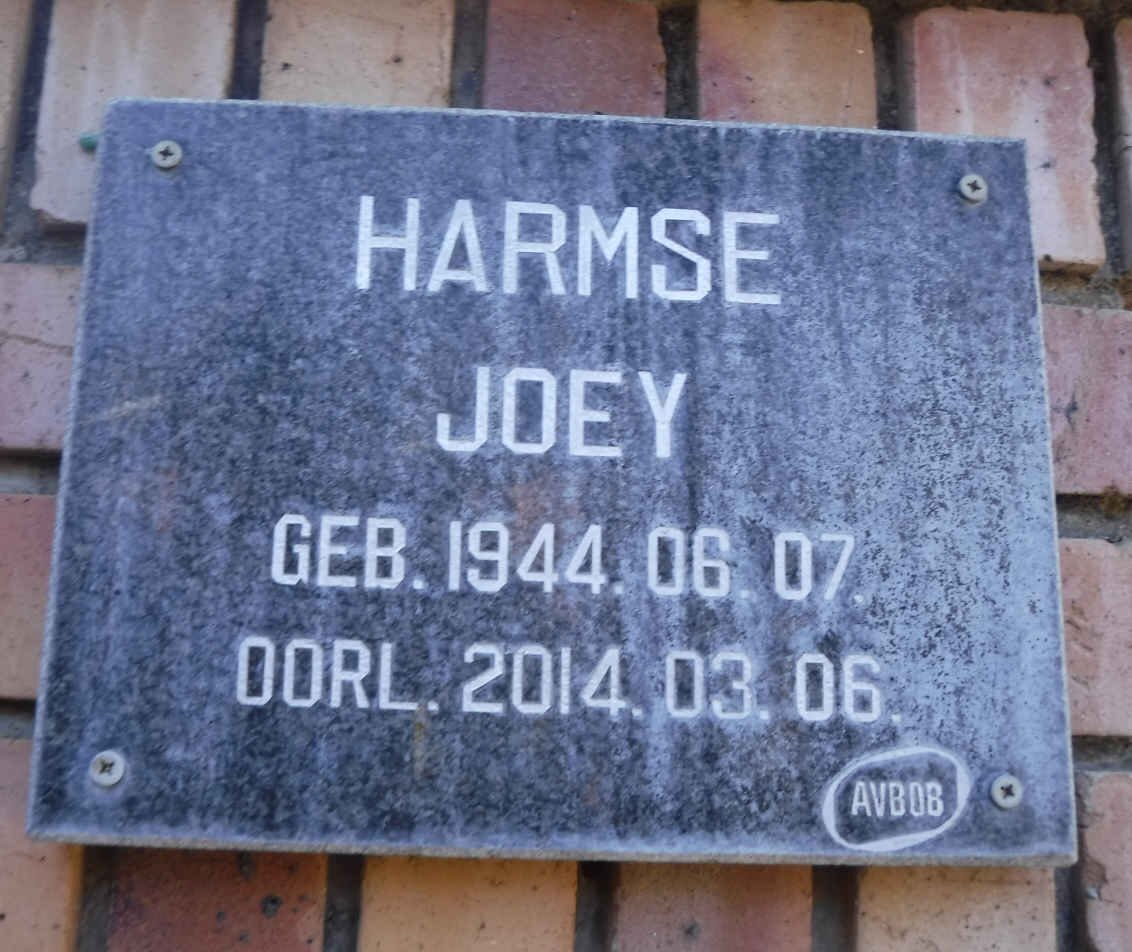 HARMSE
JOEY
GEB. 1944. 06. 07.
OORL. 2014. 03. 06.
AVBOB